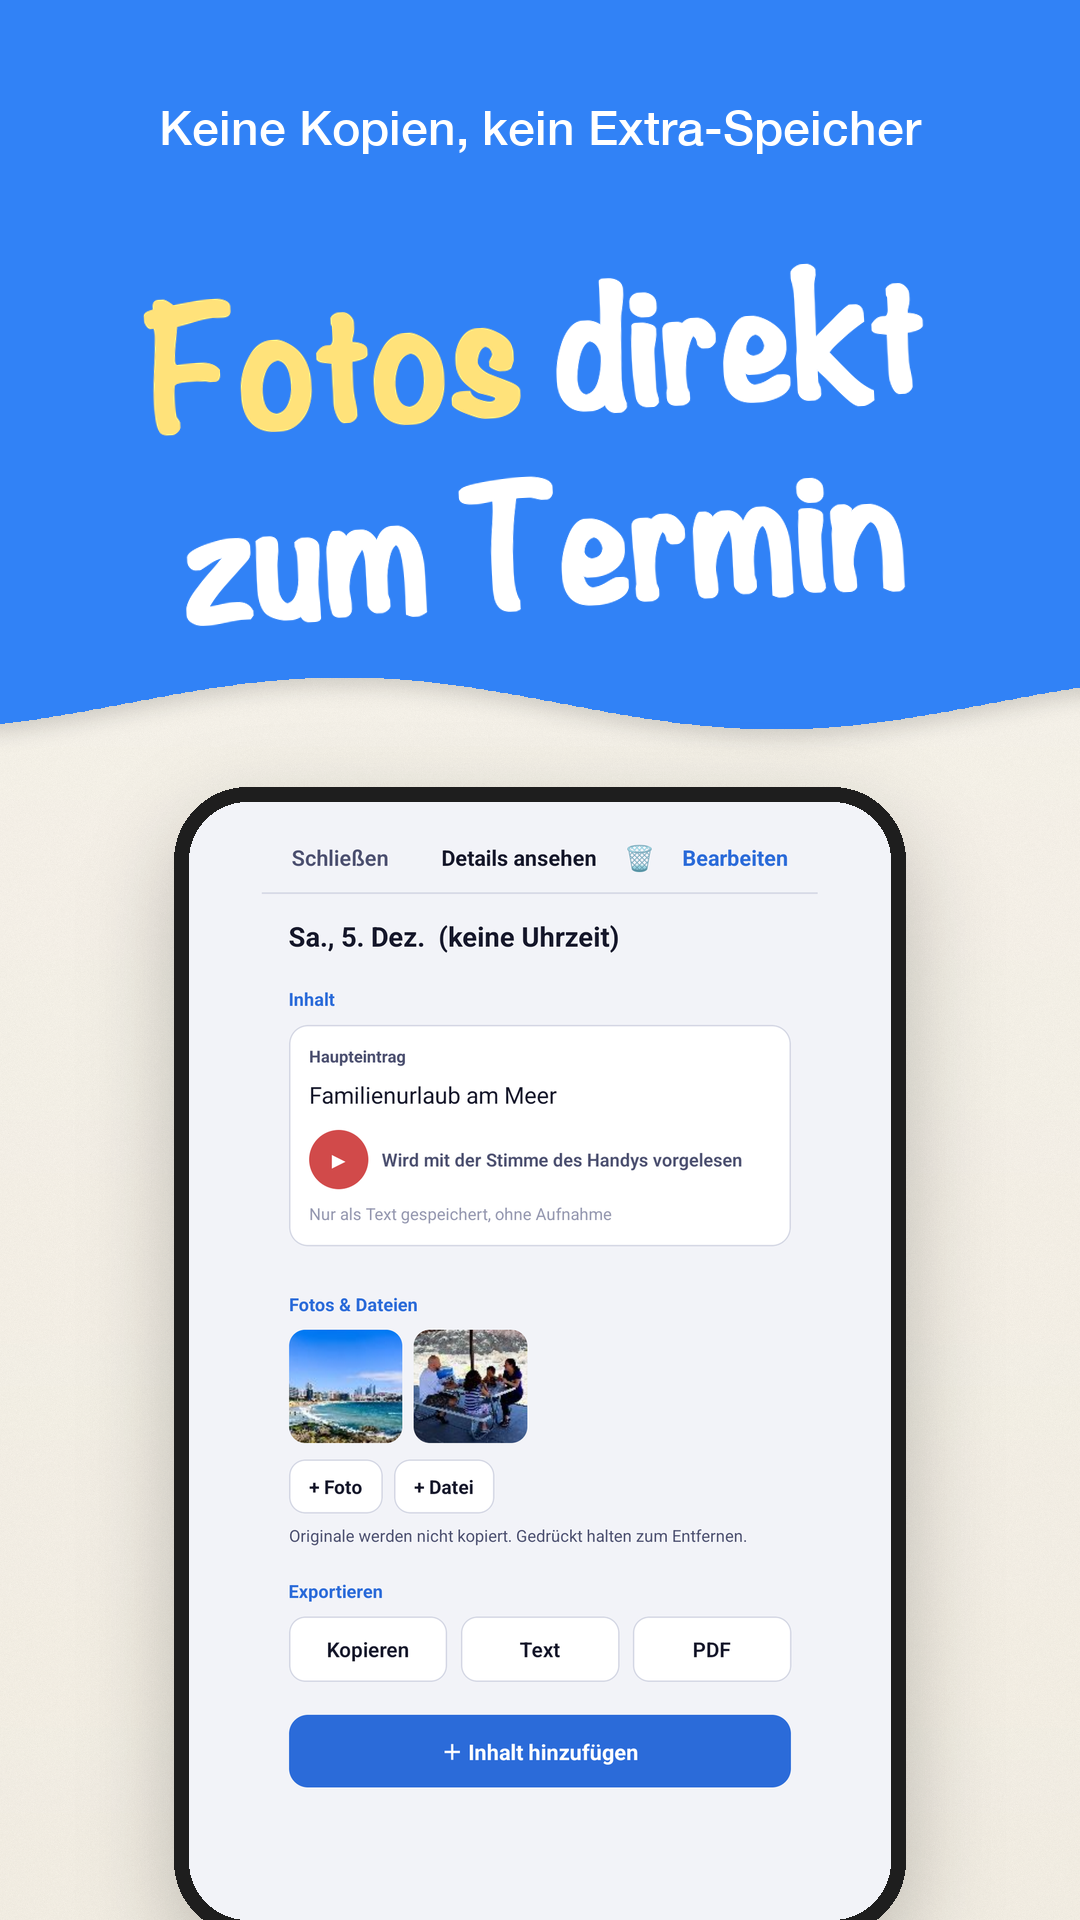 Keine Kopien, kein Extra-Speicher
Fotos direkt
zum Termin
Schließen Details ansehen Bearbeiten
Sa., 5. Dez. (keine Uhrzeit)
Inhalt
Haupteintrag
Familienurlaub am Meer
Wird mit der Stimme des Handys vorgelesen
Nur als Text gespeichert, ohne Aufnahme
Fotos & Dateien
+ Foto + Datei
Originale werden nicht kopiert. Gedrückt halten zum Entfernen.
Exportieren
Kopieren Text PDF
+ Inhalt hinzufügen